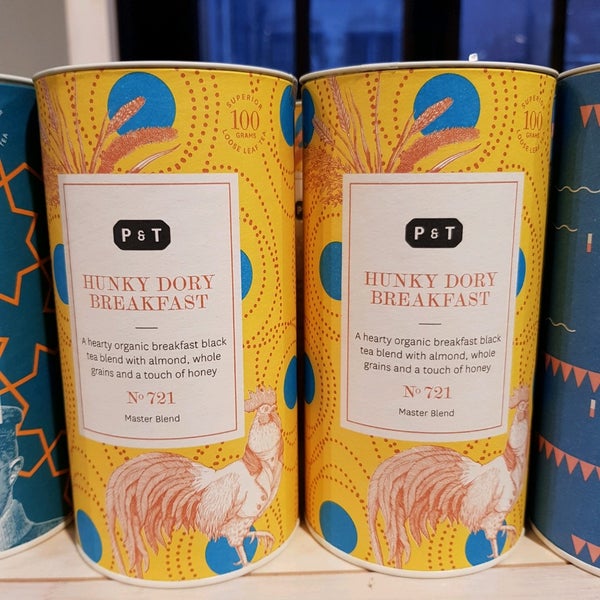 SUPERIOR
100
GRAMS
LOOSE LEAF TEA
P & T
HUNKY DORY
BREAKFAST
A hearty organic breakfast black
tea blend with almond, whole
grains and a touch of honey
Nº 721
Master Blend
SUPERIOR
100
GRAMS
LOOSE LEAF TEA
P & T
HUNKY DORY
BREAKFAST
A hearty organic breakfast black
tea blend with almond, whole
grains and a touch of honey
Nº 721
Master Blend
TEA